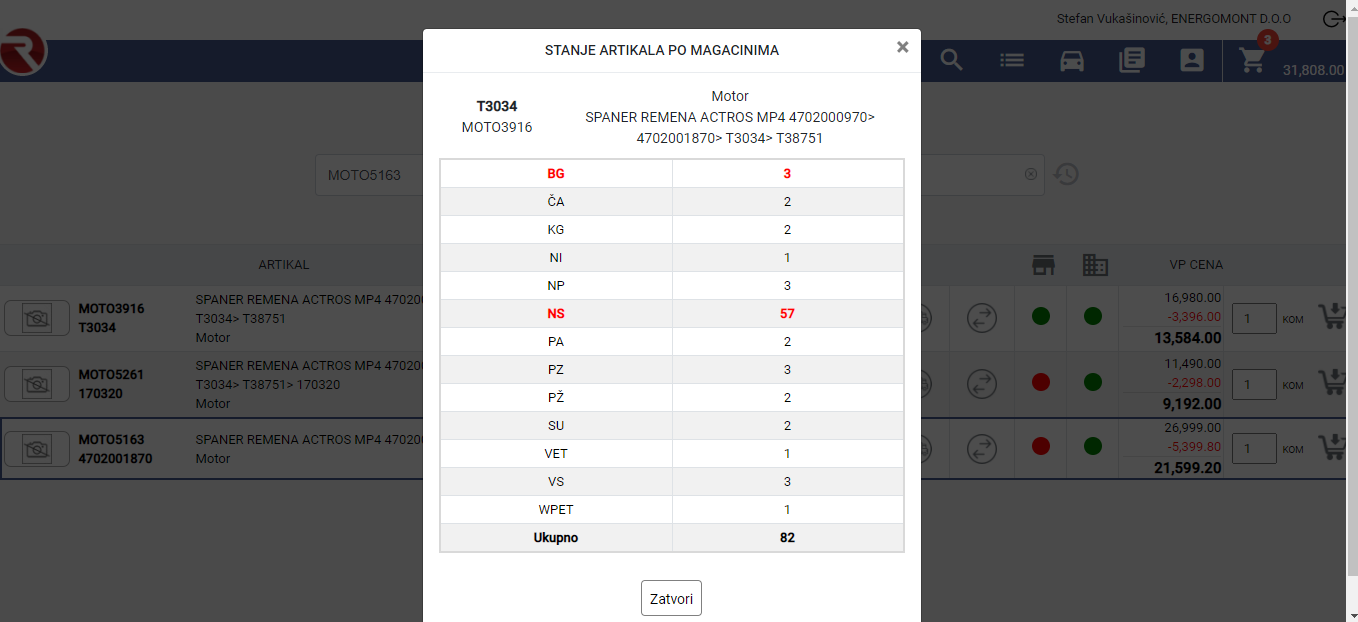 Stefan Vukašinović, ENERGOMONT D.O.O
3
31,808.00
STANJE ARTIKALA PO MAGACINIMA ×
T3034
MOTO3916
Motor
SPANER REMENA ACTROS MP4 4702000970>
4702001870> T3034> T38751
BG 3
ČA 2
KG 2
NI 1
NP 3
NS 57
PA 2
PZ 3
PŽ 2
SU 2
VET 1
VS 3
WPET 1
Ukupno 82
Zatvori
MOTO5163
ARTIKAL VP CENA
MOTO3916
T3034
SPANER REMENA ACTROS MP4 47020
T3034> T38751
Motor
16,980.00
-3,396.00
13,584.00
1 KOM
MOTO5261
170320
SPANER REMENA ACTROS MP4 47020
T3034> T38751> 170320
Motor
11,490.00
-2,298.00
9,192.00
1 KOM
MOTO5163
4702001870
SPANER REMENA ACTROS MP4 47020
Motor
26,999.00
-5,399.80
21,599.20
1 KOM